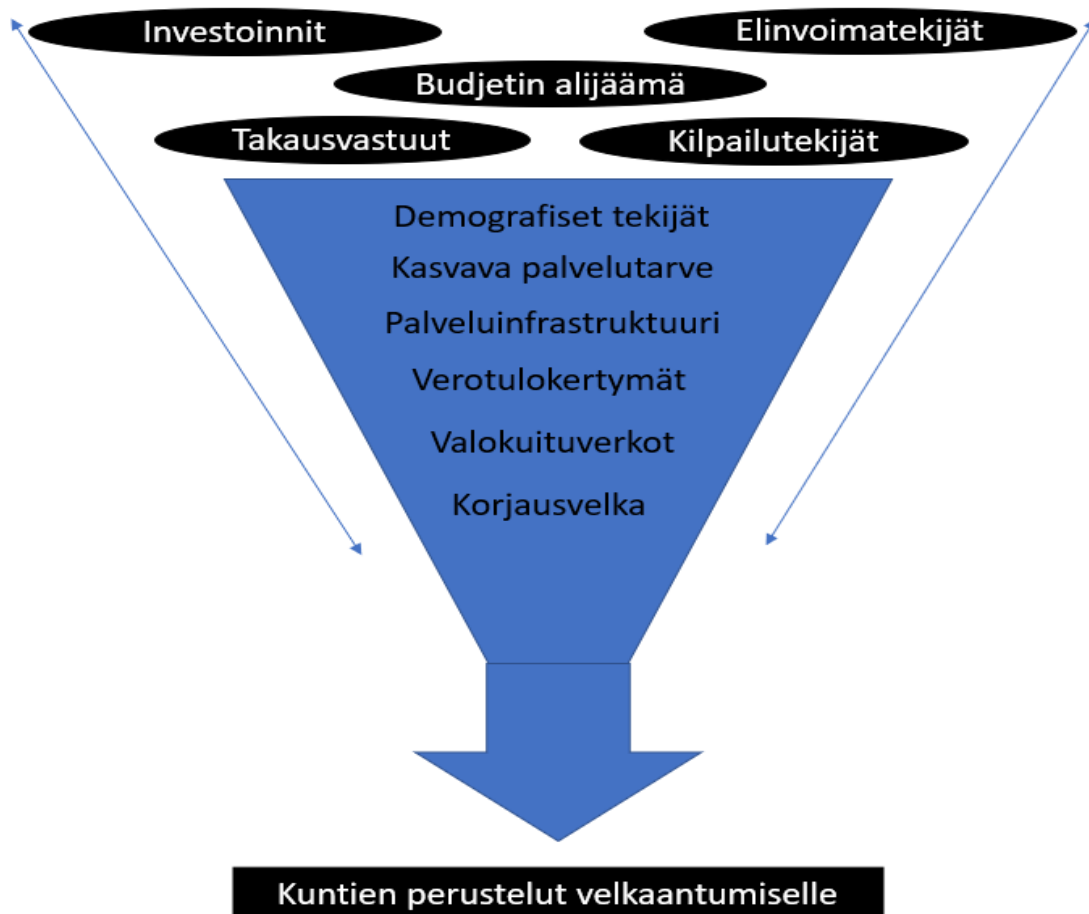 Investoinnit
Elinvoimatekijät
Budjetin alijäämä
Takausvastuut
Kilpailutekijät
Demografiset tekijät
Kasvava palvelutarve
Palveluinfrastruktuuri
Verotulokertymät
Valokuituverkot
Korjausvelka
Kuntien perustelut velkaantumiselle